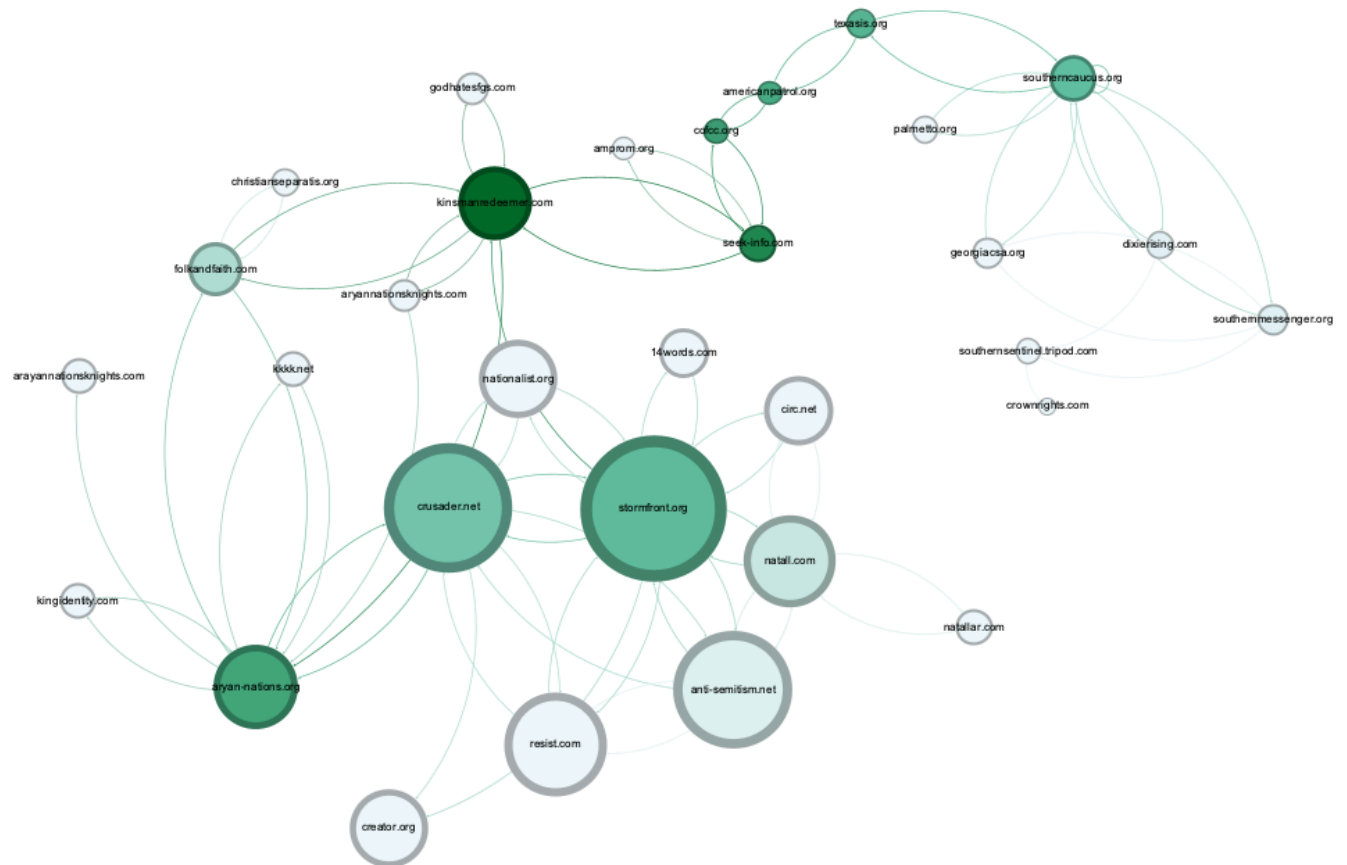 texasis.org
southerncaucus.org
godhatesfgs.com
americanpatrol.org
cofcc.org
palmetto.org
amprom.org
christianseparatis.org
kinsmanredeemer.com
seek-info.com
dixierising.com
georgiacsa.org
folkandfaith.com
aryannationsknights.com
southernmessenger.org
14words.com
southernsentinel.tripod.com
kkkk.net
arayannationsknights.com
nationalist.org
crownrights.com
circ.net
crusader.net
stormfront.org
natall.com
kingidentity.com
natallar.com
aryan-nations.org
anti-semitism.net
resist.com
creator.org